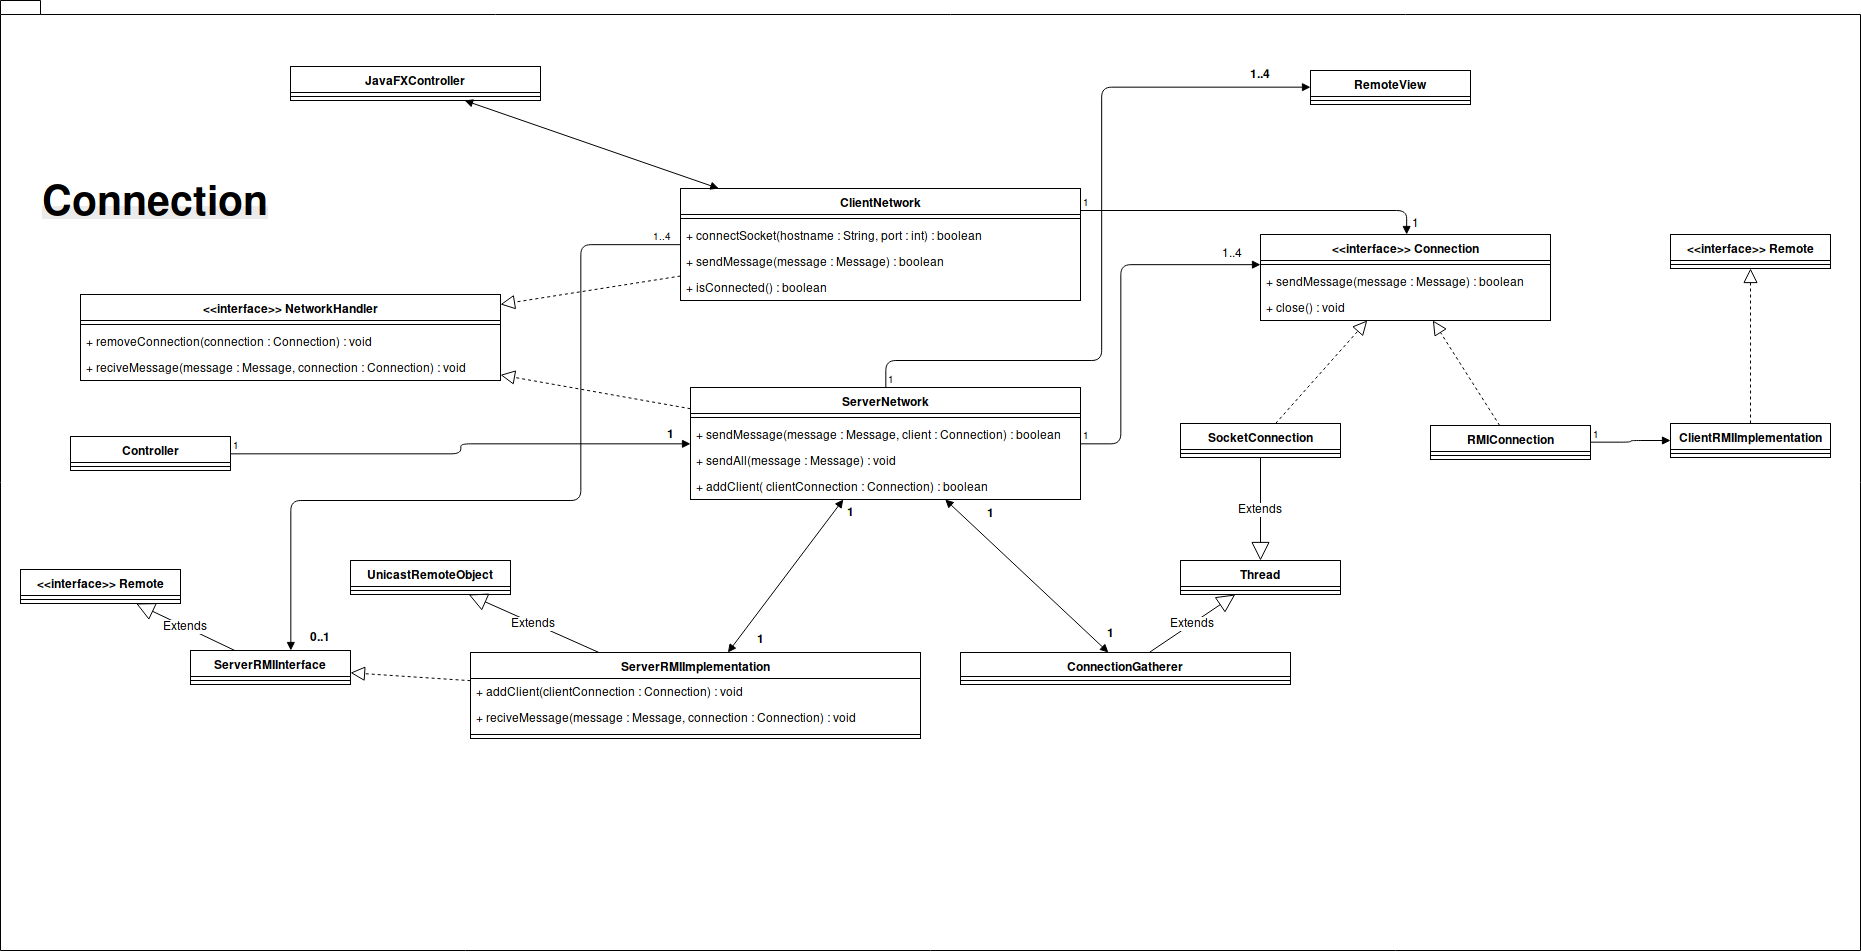 JavaFXController
1..4
RemoteView
Connection
ClientNetwork
+ connectSocket(hostname : String, port : int) : boolean
+ sendMessage(message : Message) : boolean
+ isConnected() : boolean
1
1
1..4
1..4
<<interface>> Connection
+ sendMessage(message : Message) : boolean
+ close() : void
<<interface>> Remote
<<interface>> NetworkHandler
+ removeConnection(connection : Connection) : void
+ reciveMessage(message : Message, connection : Connection) : void
1
ServerNetwork
+ sendMessage(message : Message, client : Connection) : boolean
+ sendAll(message : Message) : void
+ addClient( clientConnection : Connection) : boolean
Controller
1
1
1
SocketConnection
RMIConnection
1
ClientRMIImplementation
1
1
Extends
<<interface>> Remote
UnicastRemoteObject
Thread
Extends
Extends
Extends
0..1
1
1
ServerRMIInterface
ServerRMIImplementation
+ addClient(clientConnection : Connection) : void
+ reciveMessage(message : Message, connection : Connection) : void
ConnectionGatherer